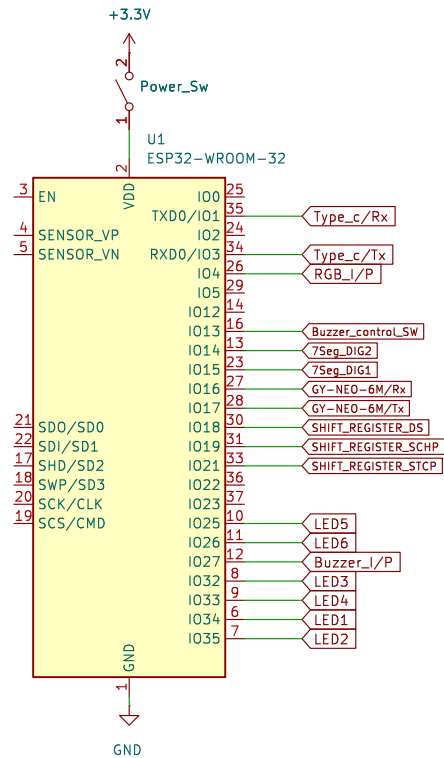 +3.3V
2
Power_Sw
1
U1
ESP32-WROOM-32
2
VDD
3 EN IO0 25
TXD0/IO1 35 Type_c/Rx
4 SENSOR_VP IO2 24
5 SENSOR_VN RXD0/IO3 34 Type_c/Tx
IO4 26 RGB_I/P
IO5 29
IO12 14
IO13 16 Buzzer_control_SW
IO14 13 7Seg_DIG2
IO15 23 7Seg_DIG1
IO16 27 GY-NEO-6M/Rx
IO17 28 GY-NEO-6M/Tx
21 SDO/SD0 IO18 30 SHIFT_REGISTER_DS
22 SDI/SD1 IO19 31 SHIFT_REGISTER_SCHP
17 SHD/SD2 IO21 33 SHIFT_REGISTER_STCP
18 SWP/SD3 IO22 36
20 SCK/CLK IO23 37
19 SCS/CMD IO25 10 LED5
IO26 11 LED6
IO27 12 Buzzer_I/P
IO32 8 LED3
IO33 9 LED4
IO34 6 LED1
IO35 7 LED2
GND
1
GND